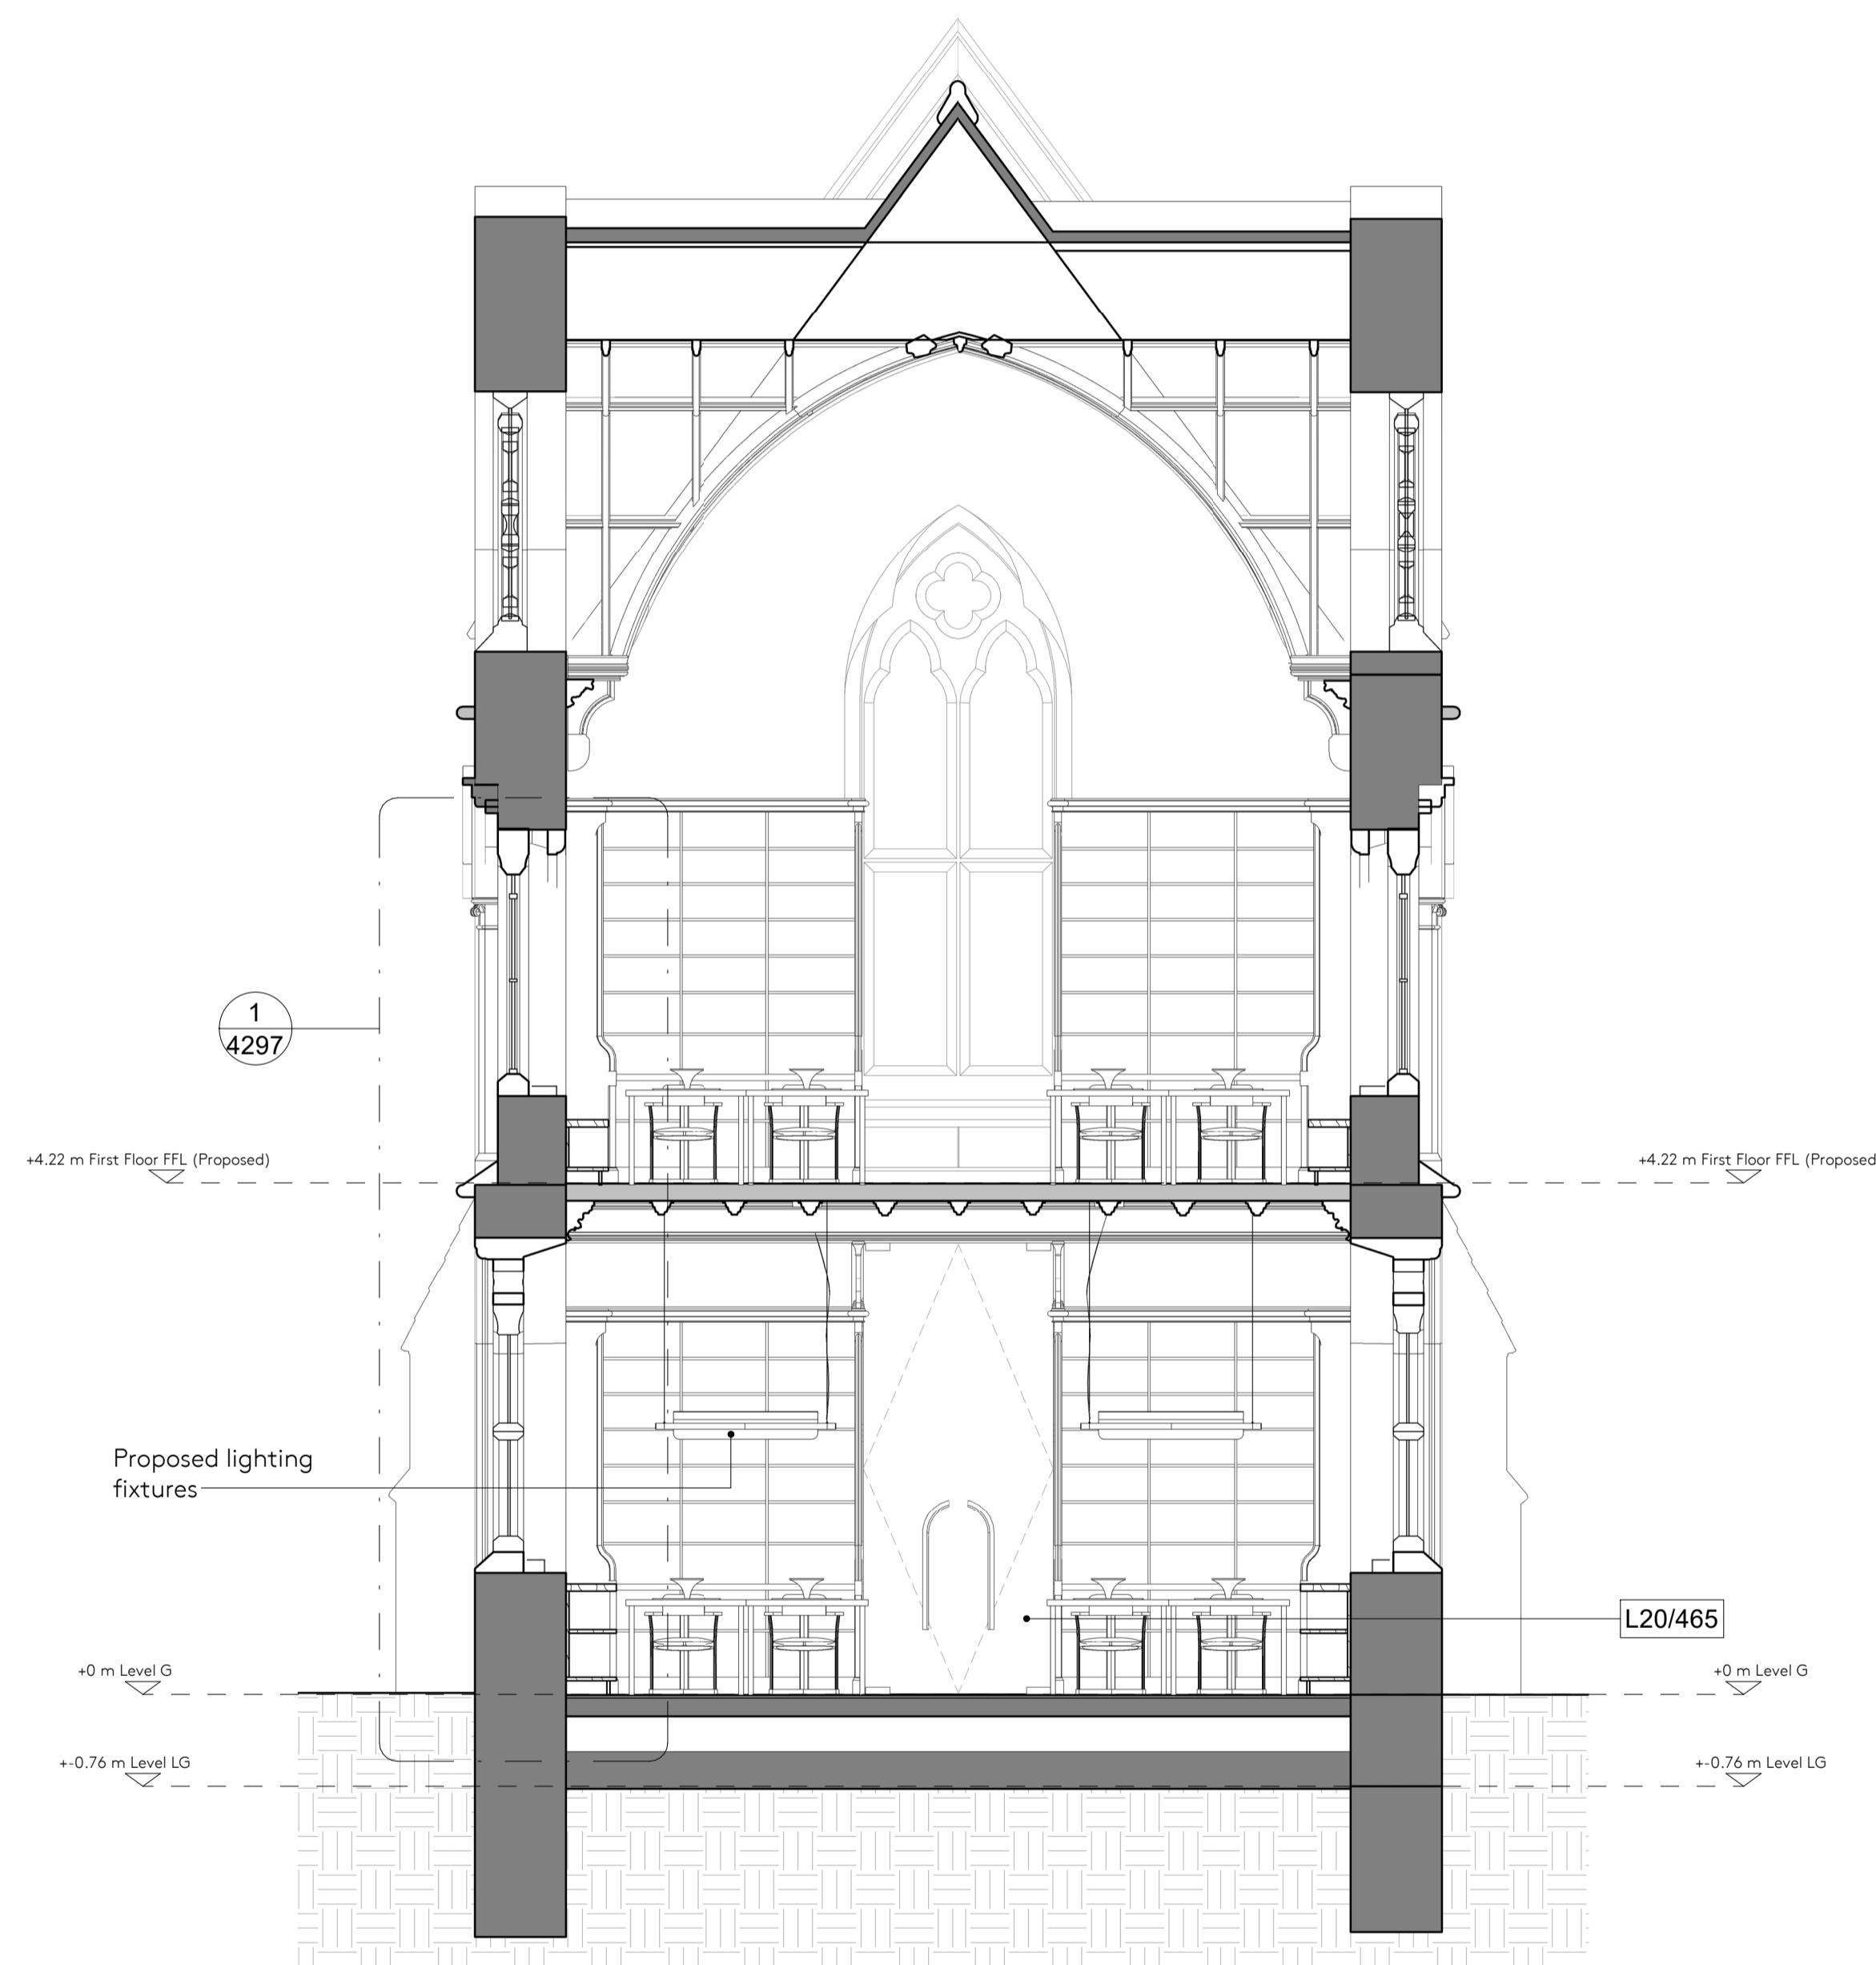 1
4297
+4.22 m First Floor FFL (Proposed)
+4.22 m First Floor FFL (Proposed
Proposed lighting
fixtures
L20/465
+0 m Level G
+0 m Level G
+-0.76 m Level LG
+-0.76 m Level LG